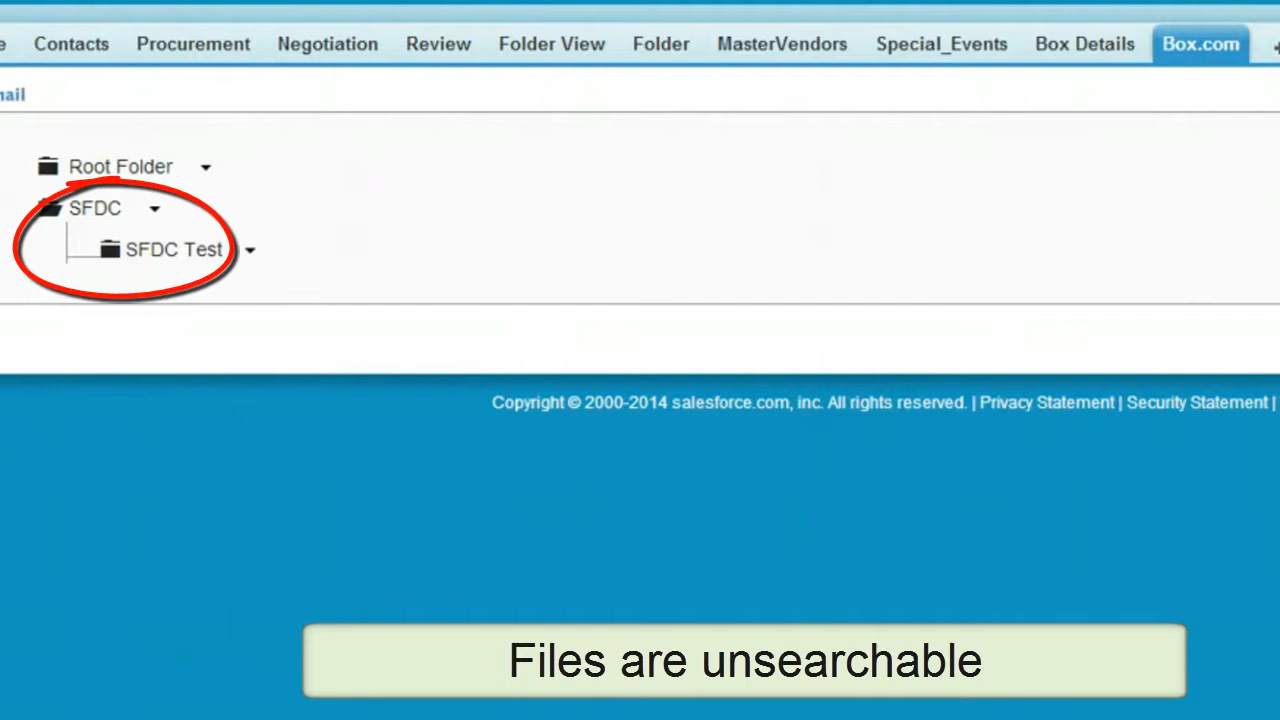 e Contacts Procurement Negotiation Review Folder View Folder MasterVendors Special_Events Box Details Box.com +
nail
Root Folder
SFDC
SFDC Test
Copyright © 2000-2014 salesforce.com, inc. All rights reserved. | Privacy Statement | Security Statement |
Files are unsearchable